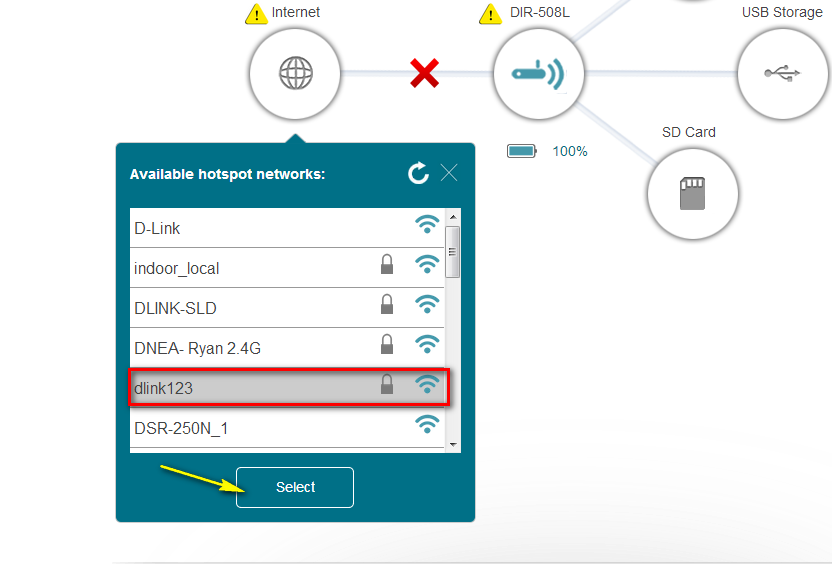 Internet
DIR-508L
USB Storage
SD Card
100%
Available hotspot networks:
D-Link
indoor_local
DLINK-SLD
DNEA- Ryan 2.4G
dlink123
DSR-250N_1
Select